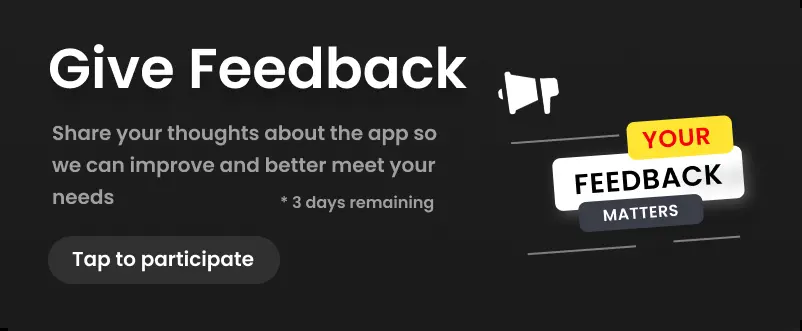 Give Feedback
Share your thoughts about the app so
we can improve and better meet your
needs
* 3 days remaining
Tap to participate
YOUR
FEEDBACK
MATTERS